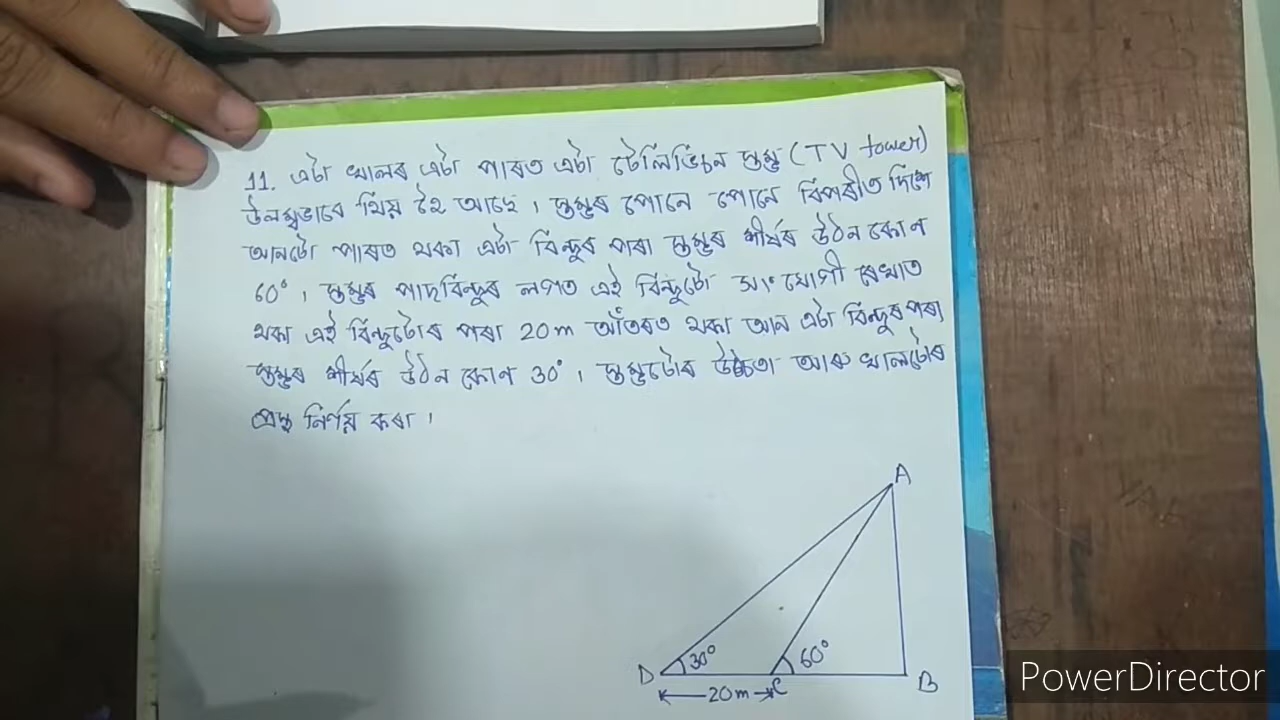 11. এটা খালৰ এটা পাৰত এটা টেলিভিচন স্তম্ভ (TV tower)
উলম্বভাবে থিয় হৈ আছে। স্তম্ভৰ পোনে পোনে বিপৰীত দিশে
আনটো পাৰত থকা এটা বিন্দুৰ পৰা স্তম্ভৰ শীৰ্ষৰ উঠন কোণ
60°। স্তম্ভৰ পাদবিন্দুৰ লগত এই বিন্দুটো সংযোগী ৰেখাত
থকা এই বিন্দুটোৰ পৰা 20m আঁতৰত থকা আন এটা বিন্দুৰ পৰা
স্তম্ভৰ শীৰ্ষৰ উঠন কোণ 30°। স্তম্ভটোৰ উচ্চতা আৰু খালটোৰ
প্ৰস্থ নিৰ্ণয় কৰা।
A
30°
60°
D
C
B
20m
PowerDirector